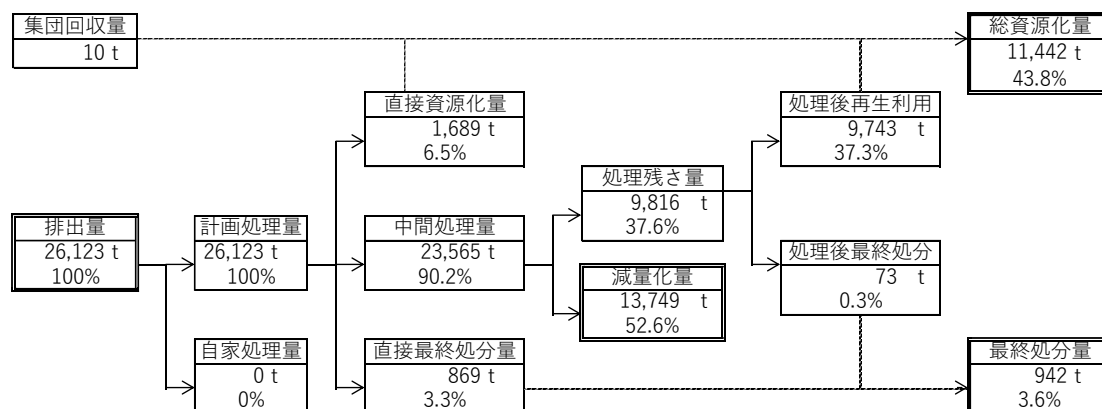 集団回収量
10 t
総資源化量
11,442 t
43.8%
直接資源化量
1,689 t
6.5%
処理後再生利用
9,743 t
37.3%
処理残さ量
9,816 t
37.6%
排出量
26,123 t
100%
計画処理量
26,123 t
100%
中間処理量
23,565 t
90.2%
減量化量
13,749 t
52.6%
処理後最終処分
73 t
0.3%
自家処理量
0 t
0%
直接最終処分量
869 t
3.3%
最終処分量
942 t
3.6%